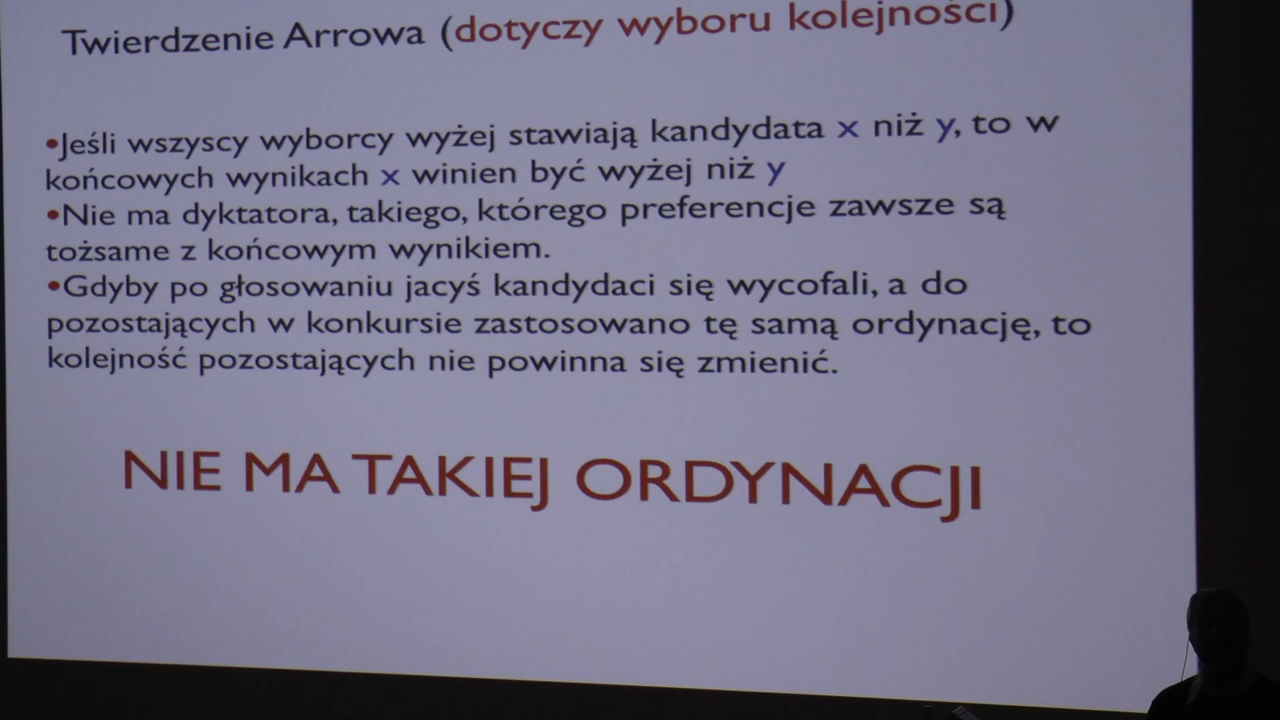 Twierdzenie Arrowa (dotyczy wyboru kolejności)
•Jeśli wszyscy wyborcy wyżej stawiają kandydata x niż y, to w
końcowych wynikach x winien być wyżej niż y
•Nie ma dyktatora, takiego, którego preferencje zawsze są
tożsame z końcowym wynikiem.
•Gdyby po głosowaniu jacyś kandydaci się wycofali, a do
pozostających w konkursie zastosowano tę samą ordynację, to
kolejność pozostających nie powinna się zmienić.
NIE MA TAKIEJ ORDYNACJI